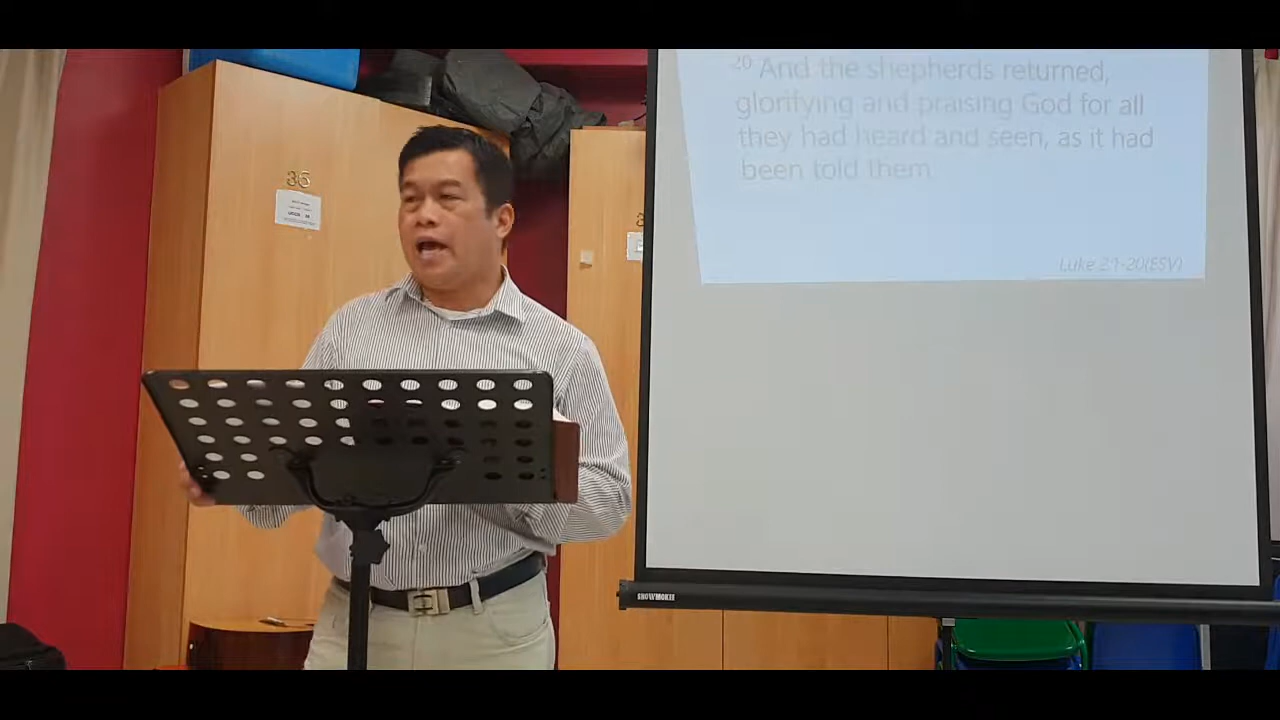 20 And the shepherds returned,
glorifying and praising God for all
they had heard and seen, as it had
been told them
Luke 2:1-20(ESV)
36